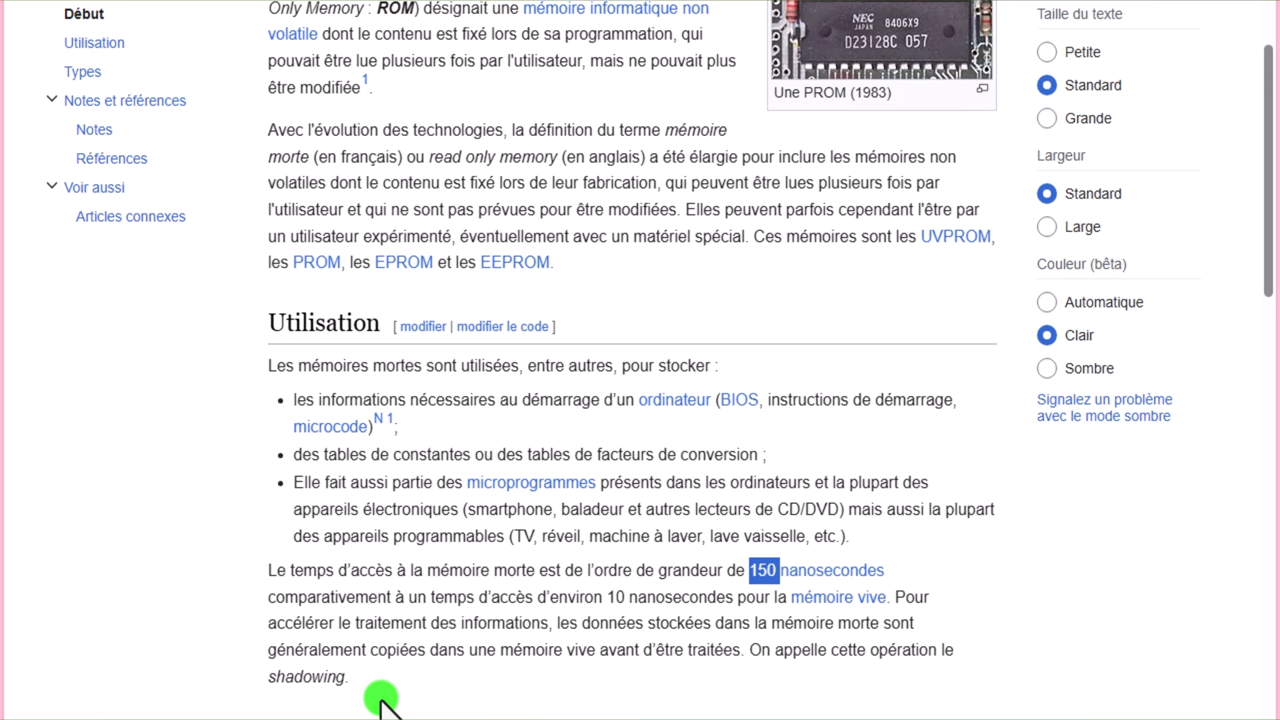 Début
Utilisation
Types
Notes et références
Notes
Références
Voir aussi
Articles connexes
Only Memory : ROM) désignait une mémoire informatique non
volatile dont le contenu est fixé lors de sa programmation, qui
pouvait être lue plusieurs fois par l'utilisateur, mais ne pouvait plus
être modifiée1.
NEC
JAPAN
8406X9
D23128C 057
Une PROM (1983)
Avec l'évolution des technologies, la définition du terme mémoire
morte (en français) ou read only memory (en anglais) a été élargie pour inclure les mémoires non
volatiles dont le contenu est fixé lors de leur fabrication, qui peuvent être lues plusieurs fois par
l'utilisateur et qui ne sont pas prévues pour être modifiées. Elles peuvent parfois cependant l'être par
un utilisateur expérimenté, éventuellement avec un matériel spécial. Ces mémoires sont les UVPROM,
les PROM, les EPROM et les EEPROM.
Utilisation [ modifier | modifier le code ]
Les mémoires mortes sont utilisées, entre autres, pour stocker :
• les informations nécessaires au démarrage d’un ordinateur (BIOS, instructions de démarrage,
microcode)N 1;
• des tables de constantes ou des tables de facteurs de conversion ;
• Elle fait aussi partie des microprogrammes présents dans les ordinateurs et la plupart des
appareils électroniques (smartphone, baladeur et autres lecteurs de CD/DVD) mais aussi la plupart
des appareils programmables (TV, réveil, machine à laver, lave vaisselle, etc.).
Le temps d’accès à la mémoire morte est de l’ordre de grandeur de 150 nanosecondes
comparativement à un temps d’accès d’environ 10 nanosecondes pour la mémoire vive. Pour
accélérer le traitement des informations, les données stockées dans la mémoire morte sont
généralement copiées dans une mémoire vive avant d’être traitées. On appelle cette opération le
shadowing.
Taille du texte
Petite
Standard
Grande
Largeur
Standard
Large
Couleur (bêta)
Automatique
Clair
Sombre
Signalez un problème
avec le mode sombre